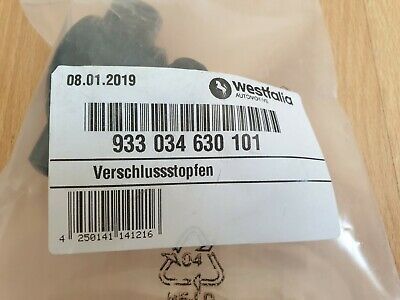 08.01.2019
Westfalia
AUTOMOTIVE
933 034 630 101
Verschlussstopfen
4 250141 141216
04